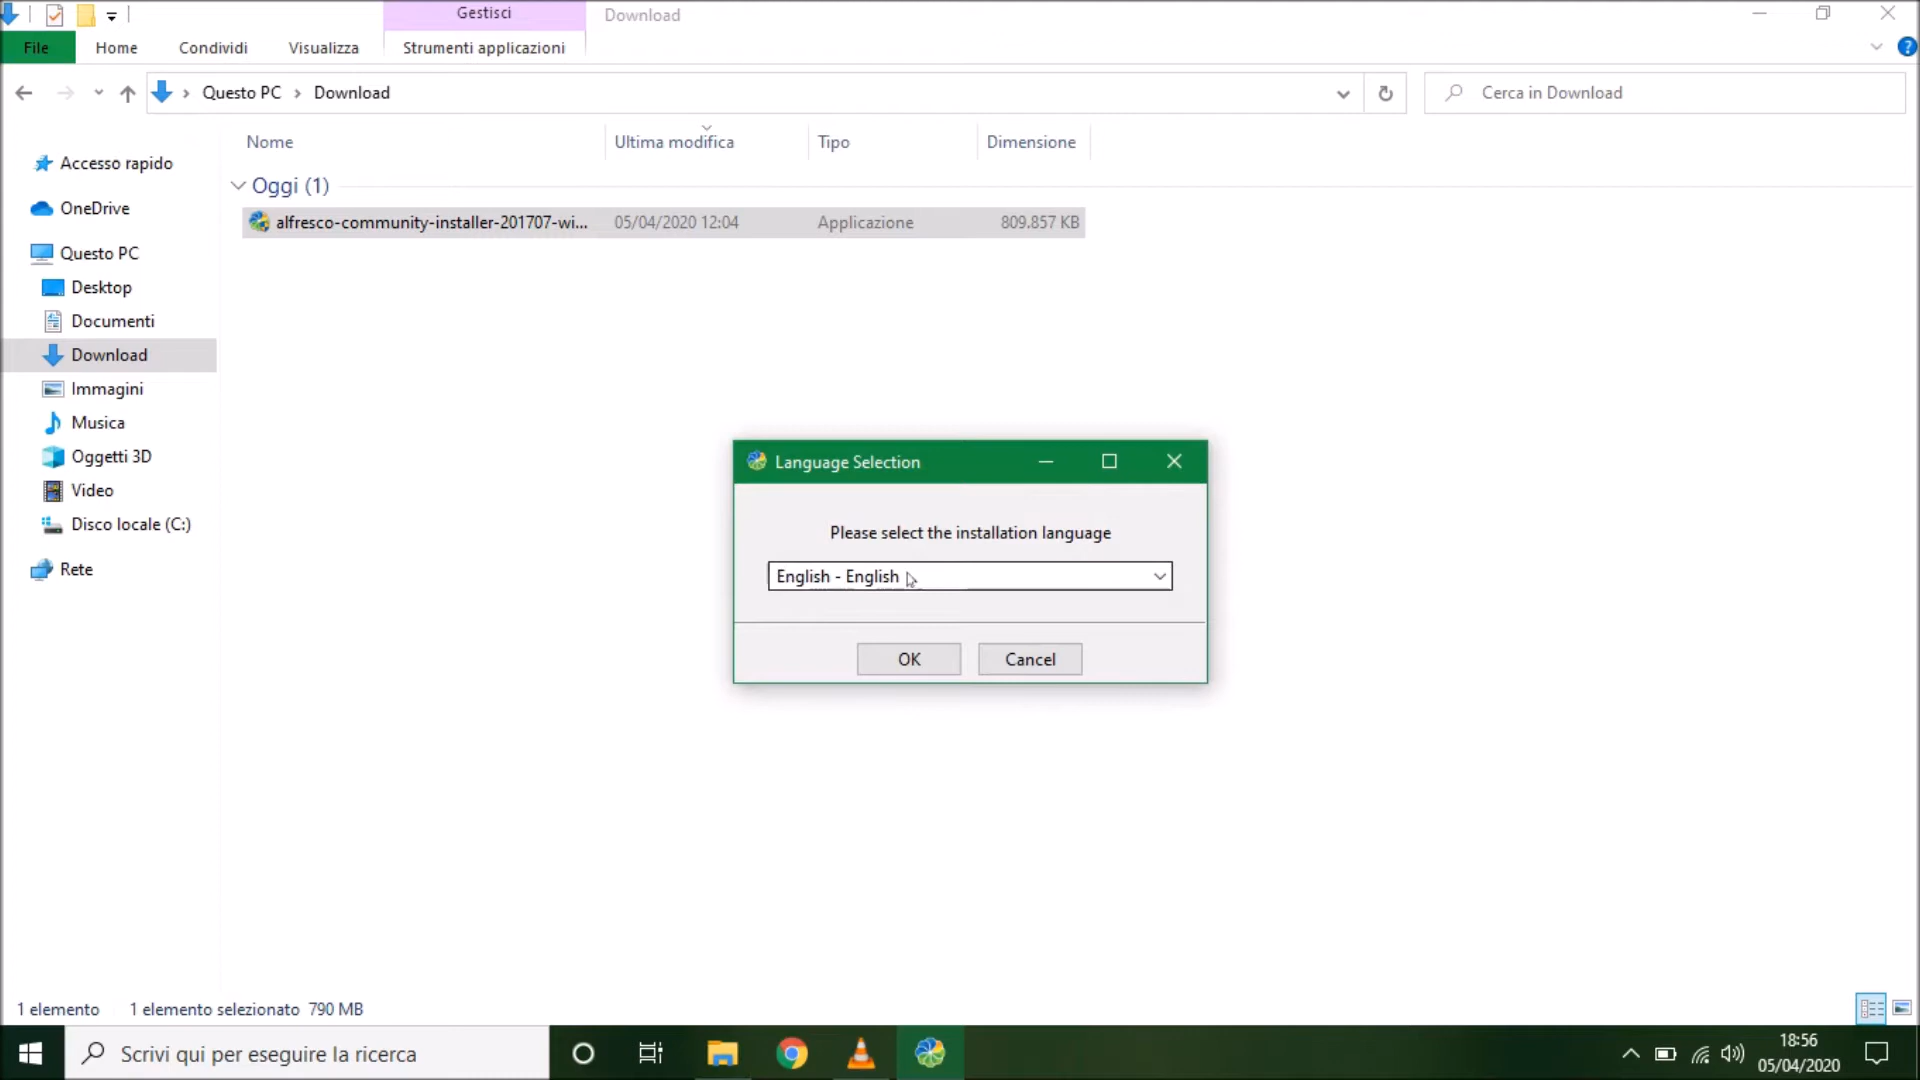 Gestisci
Download
File
Home
Condividi
Visualizza
Strumenti applicazioni
Questo PC
Download
Cerca in Download
Nome
Ultima modifica
Tipo
Dimensione
Accesso rapido
OneDrive
Questo PC
Desktop
Documenti
Download
Immagini
Musica
Oggetti 3D
Video
Disco locale (C:)
Rete
Oggi (1)
alfresco-community-installer-201707-wi...
05/04/2020 12:04
Applicazione
809.857 KB
Language Selection
Please select the installation language
English - English
OK
Cancel
1 elemento
1 elemento selezionato 790 MB
Scrivi qui per eseguire la ricerca
18:56
05/04/2020